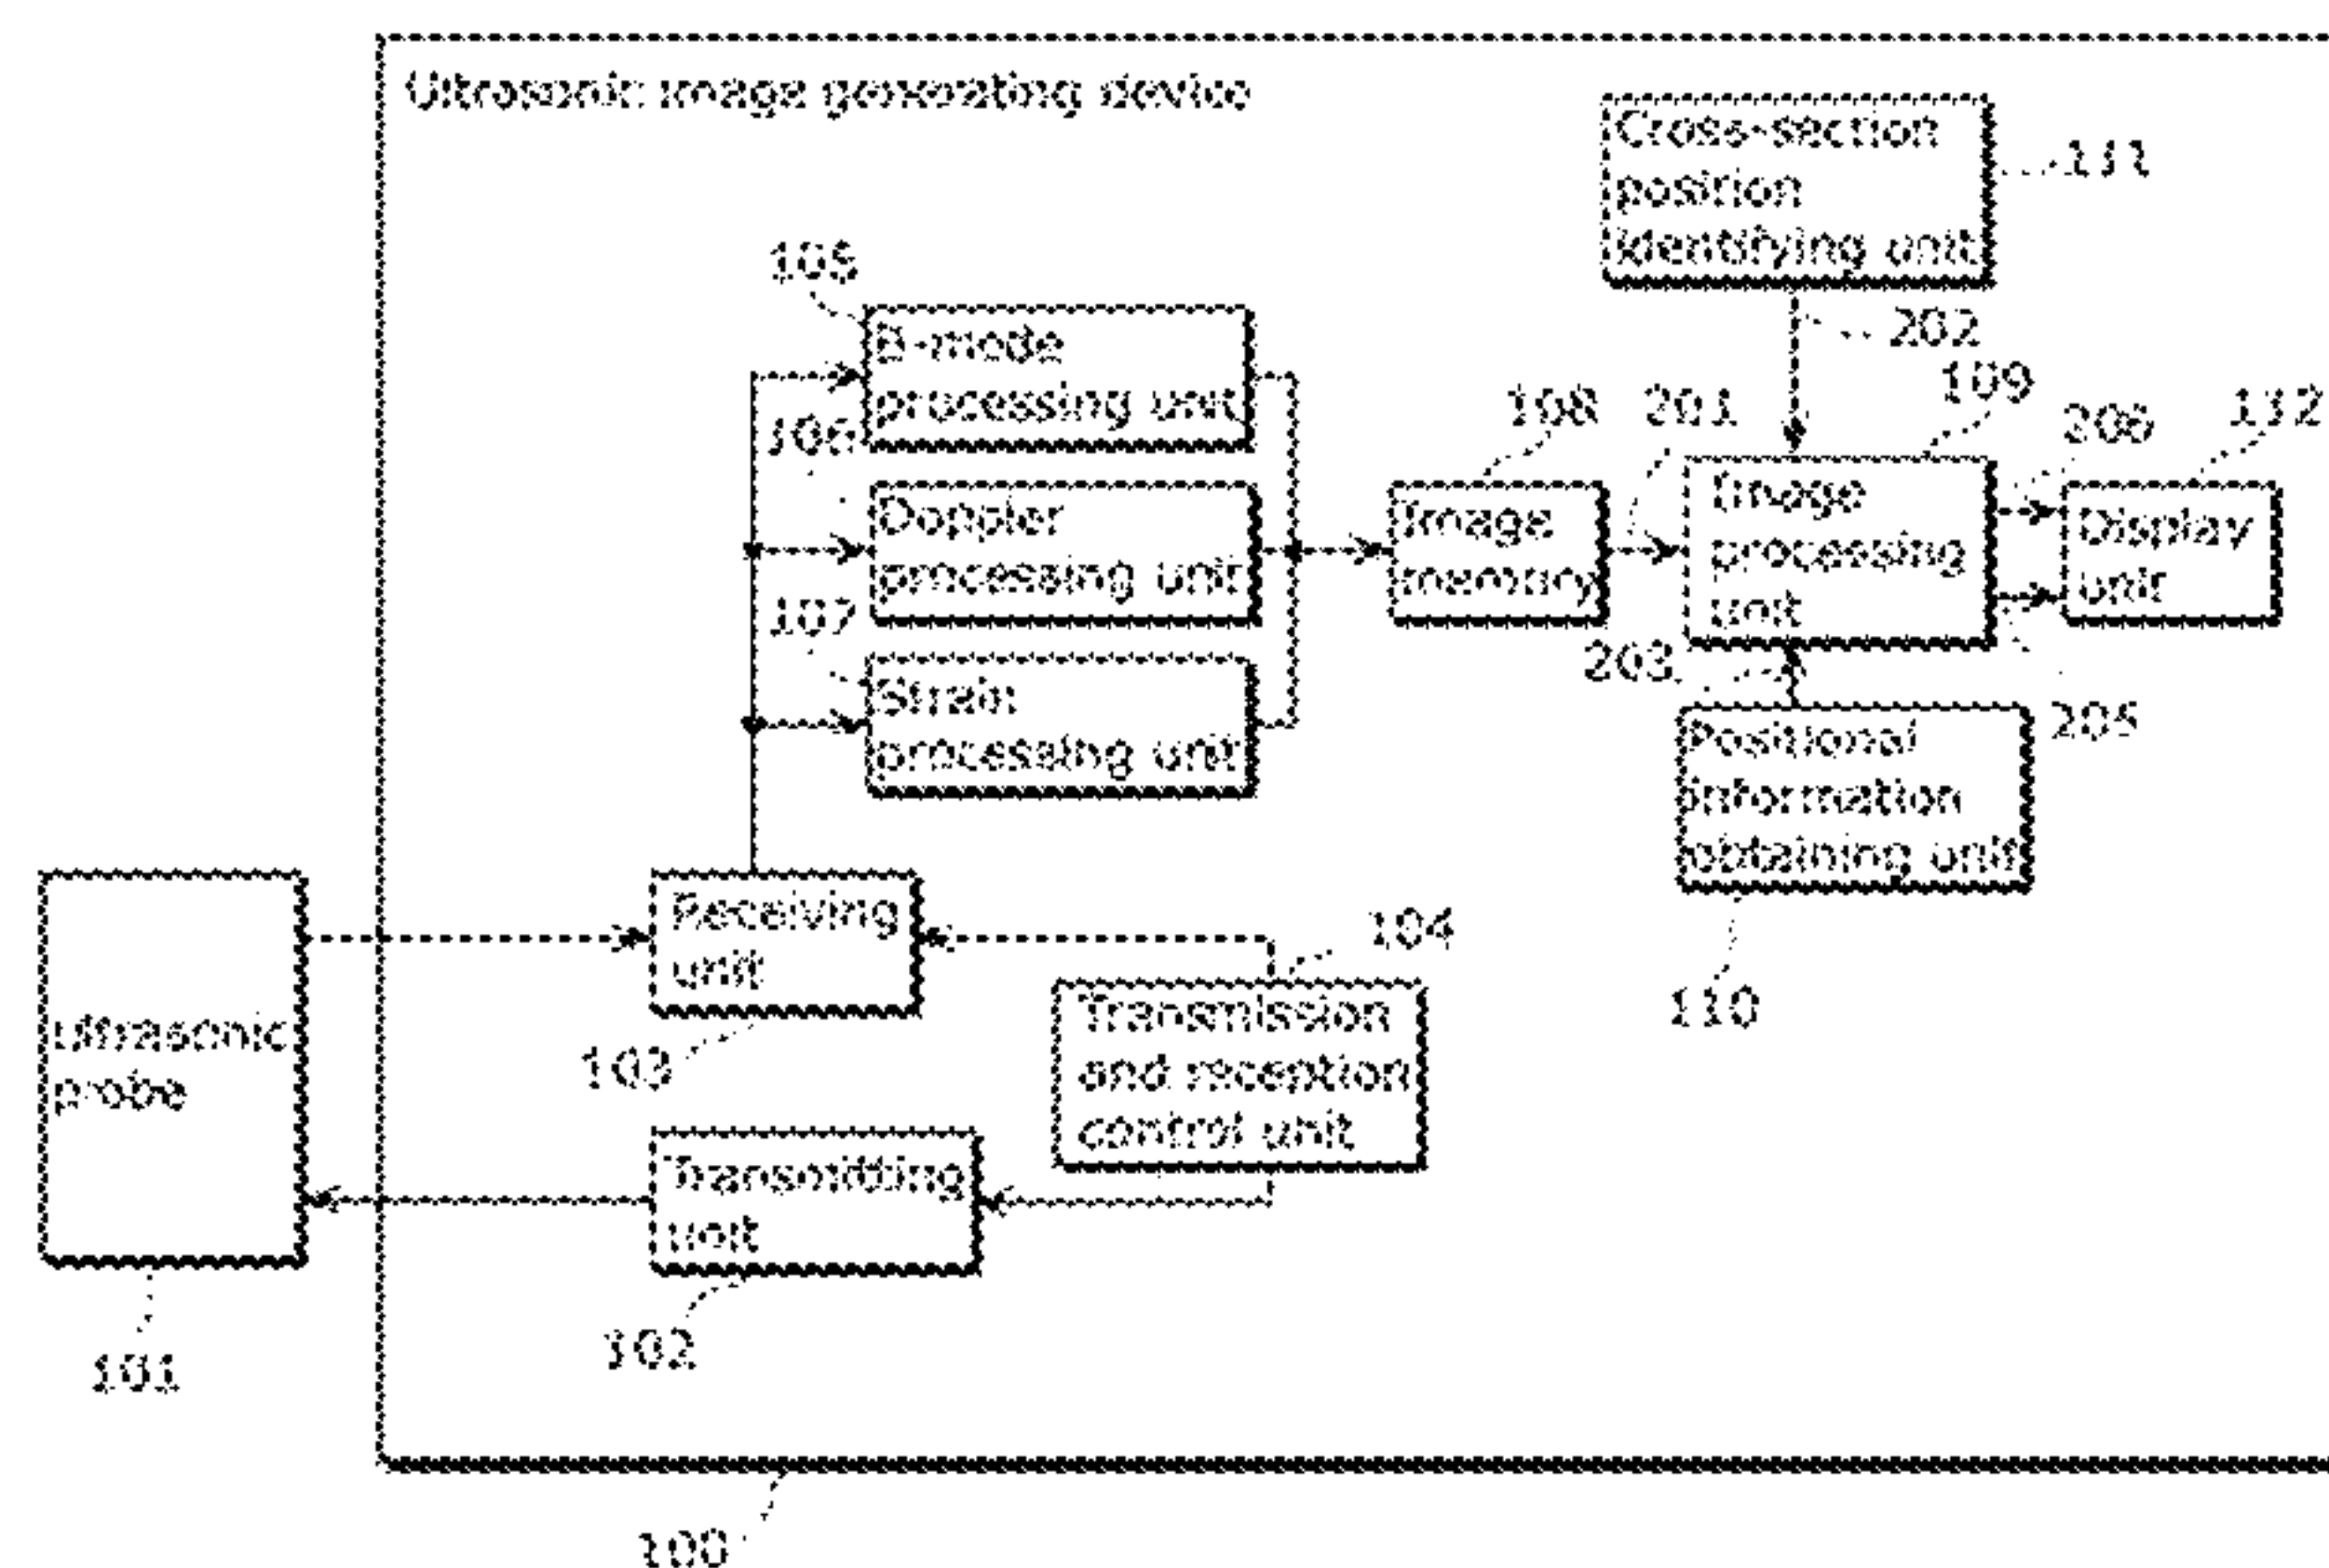 Ultrasonic image generating device
Cross-section
position
identifying unit
111
202
105
B-mode
processing unit
106
Doppler
processing unit
107
Strain
processing unit
108
Image
memory
201
109
Image
processing
unit
206
112
Display
unit
203
205
Positional
information
obtaining unit
110
Receiving
unit
103
104
Transmission
and reception
control unit
ultrasonic
probe
101
Transmitting
unit
102
100